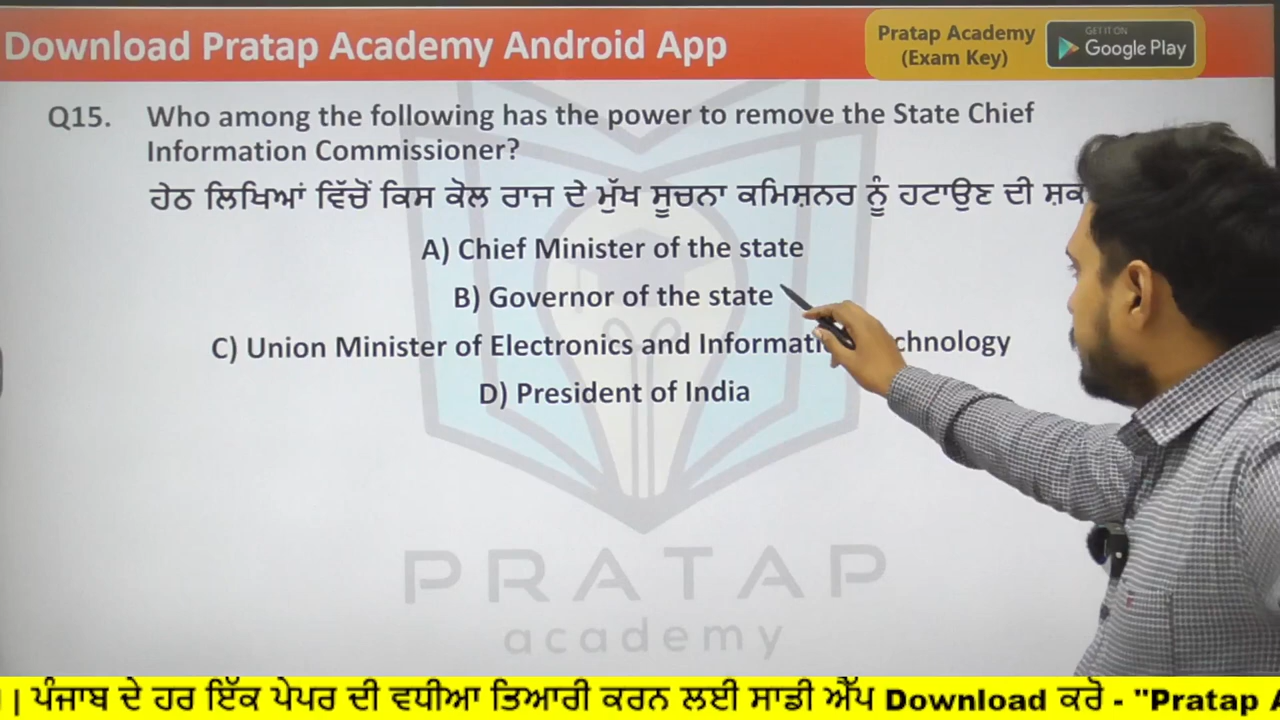 Download Pratap Academy Android App
Pratap Academy
(Exam Key)
GET IT ON
Google Play
Q15. Who among the following has the power to remove the State Chief
Information Commissioner?
ਹੇਠ ਲਿਖਿਆਂ ਵਿੱਚੋਂ ਕਿਸ ਕੋਲ ਰਾਜ ਦੇ ਮੁੱਖ ਸੂਚਨਾ ਕਮਿਸ਼ਨਰ ਨੂੰ ਹਟਾਉਣ ਦੀ
A) Chief Minister of the state
B) Governor of the state
C) Union Minister of Electronics and
D) President of India
PRATAP
academy
| ਪੰਜਾਬ ਦੇ ਹਰ ਇੱਕ ਪੇਪਰ ਦੀ ਵਧੀਆ ਤਿਆਰੀ ਕਰਨ ਲਈ ਸਾਡੀ ਐੱਪ Download ਕਰੋ - "Pratap